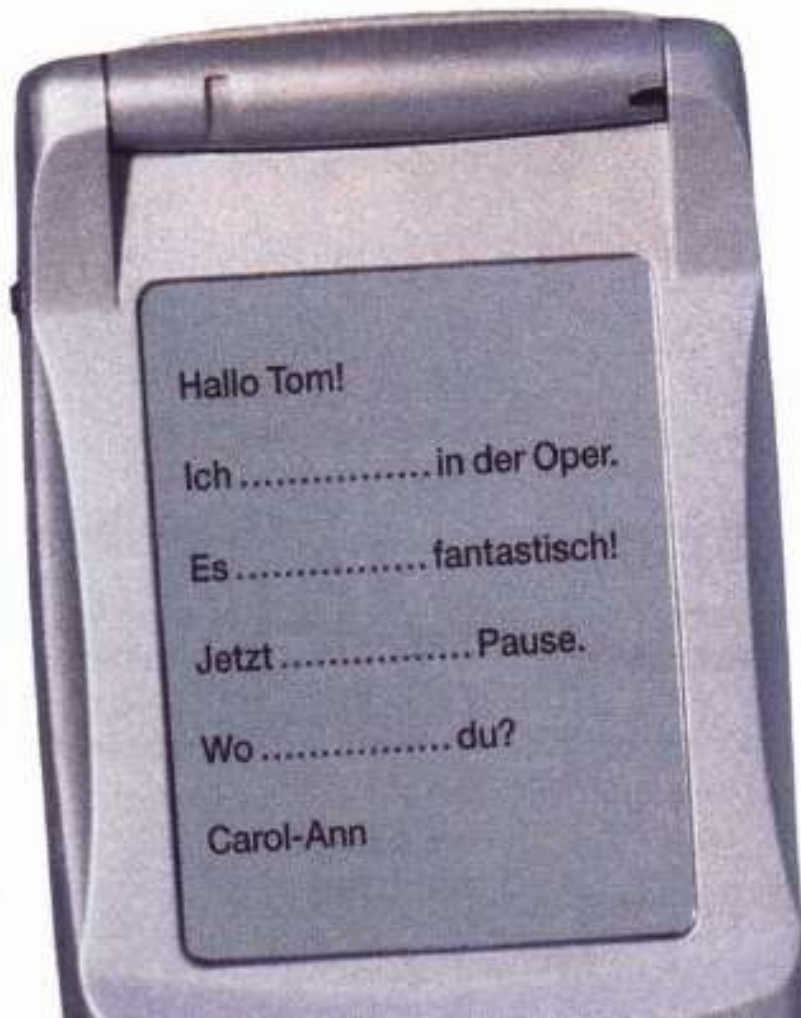 Hallo Tom!
Ich ................ in der Oper.
Es ................ fantastisch!
Jetzt ................ Pause.
Wo ................ du?
Carol-Ann